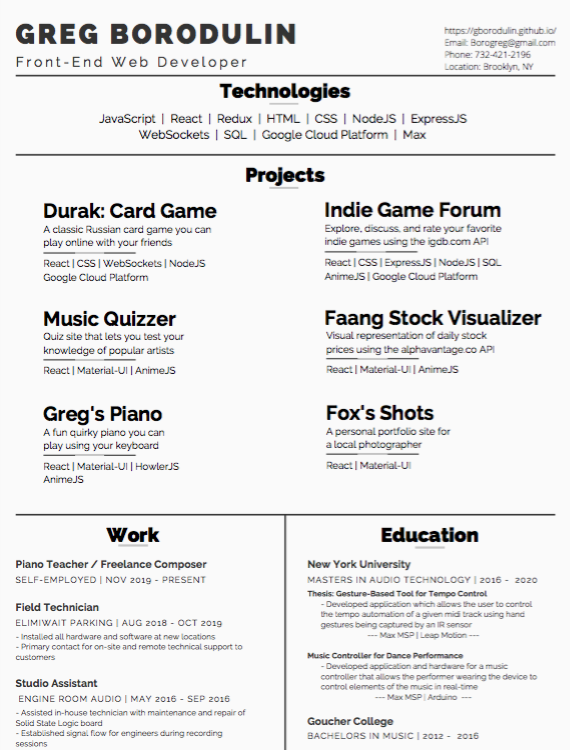 GREG BORODULIN
Front-End Web Developer
https://gborodulin.github.io/
Email: Borogreg@gmail.com
Phone: 732-421-2196
Location: Brooklyn, NY
Technologies
JavaScript | React | Redux | HTML | CSS | NodeJS | ExpressJS
WebSockets | SQL | Google Cloud Platform | Max
Projects
Durak: Card Game
A classic Russian card game you can
play online with your friends
React | CSS | WebSockets | NodeJS
Google Cloud Platform
Indie Game Forum
Explore, discuss, and rate your favorite
indie games using the igdb.com API
React | CSS | ExpressJS | NodeJS | SQL
AnimeJS | Google Cloud Platform
Music Quizzer
Quiz site that lets you test your
knowledge of popular artists
React | Material-UI | AnimeJS
Faang Stock Visualizer
Visual representation of daily stock
prices using the alphavantage.co API
React | Material-UI | AnimeJS
Greg's Piano
A fun quirky piano you can
play using your keyboard
React | Material-UI | HowlerJS
AnimeJS
Fox's Shots
A personal portfolio site for
a local photographer
React | Material-UI
Work
Piano Teacher / Freelance Composer
SELF-EMPLOYED | NOV 2019 - PRESENT
Field Technician
ELIMIWAIT PARKING | AUG 2018 - OCT 2019
- Installed all hardware and software at new locations
- Primary contact for on-site and remote technical support to
customers
Studio Assistant
ENGINE ROOM AUDIO | MAY 2016 - SEP 2016
- Assisted in-house technician with maintenance and repair of
Solid State Logic board
- Established signal flow for engineers during recording
sessions
Education
New York University
MASTERS IN AUDIO TECHNOLOGY | 2016 - 2020
Thesis: Gesture-Based Tool for Tempo Control
- Developed application which allows the user to control
the tempo automation of a given midi track using hand
gestures being captured by an IR sensor
--- Max MSP | Leap Motion ---
Music Controller for Dance Performance
- Developed application and hardware for a music
controller that allows the performer wearing the device to
control elements of the music in real-time
--- Max MSP | Arduino ---
Goucher College
BACHELORS IN MUSIC | 2012 - 2016